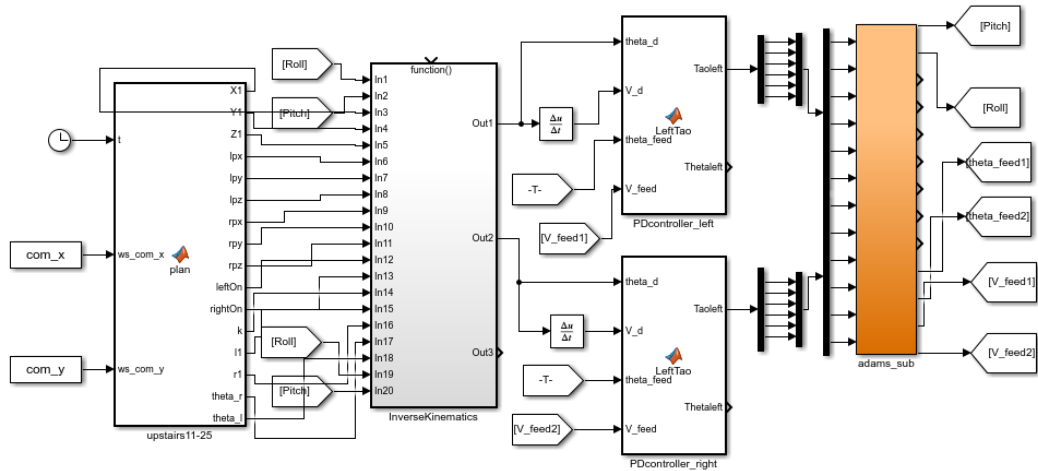 t
ws_com_x
ws_com_y
plan
X1
Y1
Z1
lpx
lpy
lpz
rpx
rpy
rpz
leftOn
rightOn
k
l1
r1
theta_r
theta_l
upstairs11-25
com_x
com_y
[Roll]
[Pitch]
[Roll]
[Pitch]
function()
In1
In2
In3
In4
In5
In6
In7
In8
In9
In10
In11
In12
In13
In14
In15
In16
In17
In18
In19
In20
Out1
Out2
Out3
InverseKinematics
Δu
Δt
-T-
[V_feed1]
theta_d
V_d
theta_feed
V_feed
Taoleft
LeftTao
Thetaleft
PDcontroller_left
Δu
Δt
-T-
[V_feed2]
theta_d
V_d
theta_feed
V_feed
Taoleft
LeftTao
Thetaleft
PDcontroller_right
adams_sub
[Pitch]
[Roll]
[theta_feed1]
[theta_feed2]
[V_feed1]
[V_feed2]